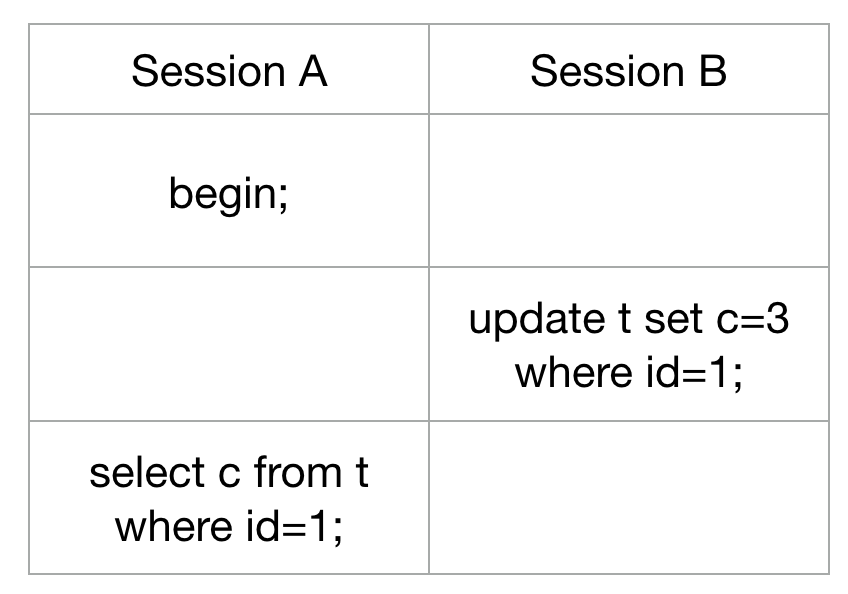 Session A
Session B
begin;
update t set c=3
where id=1;
select c from t
where id=1;